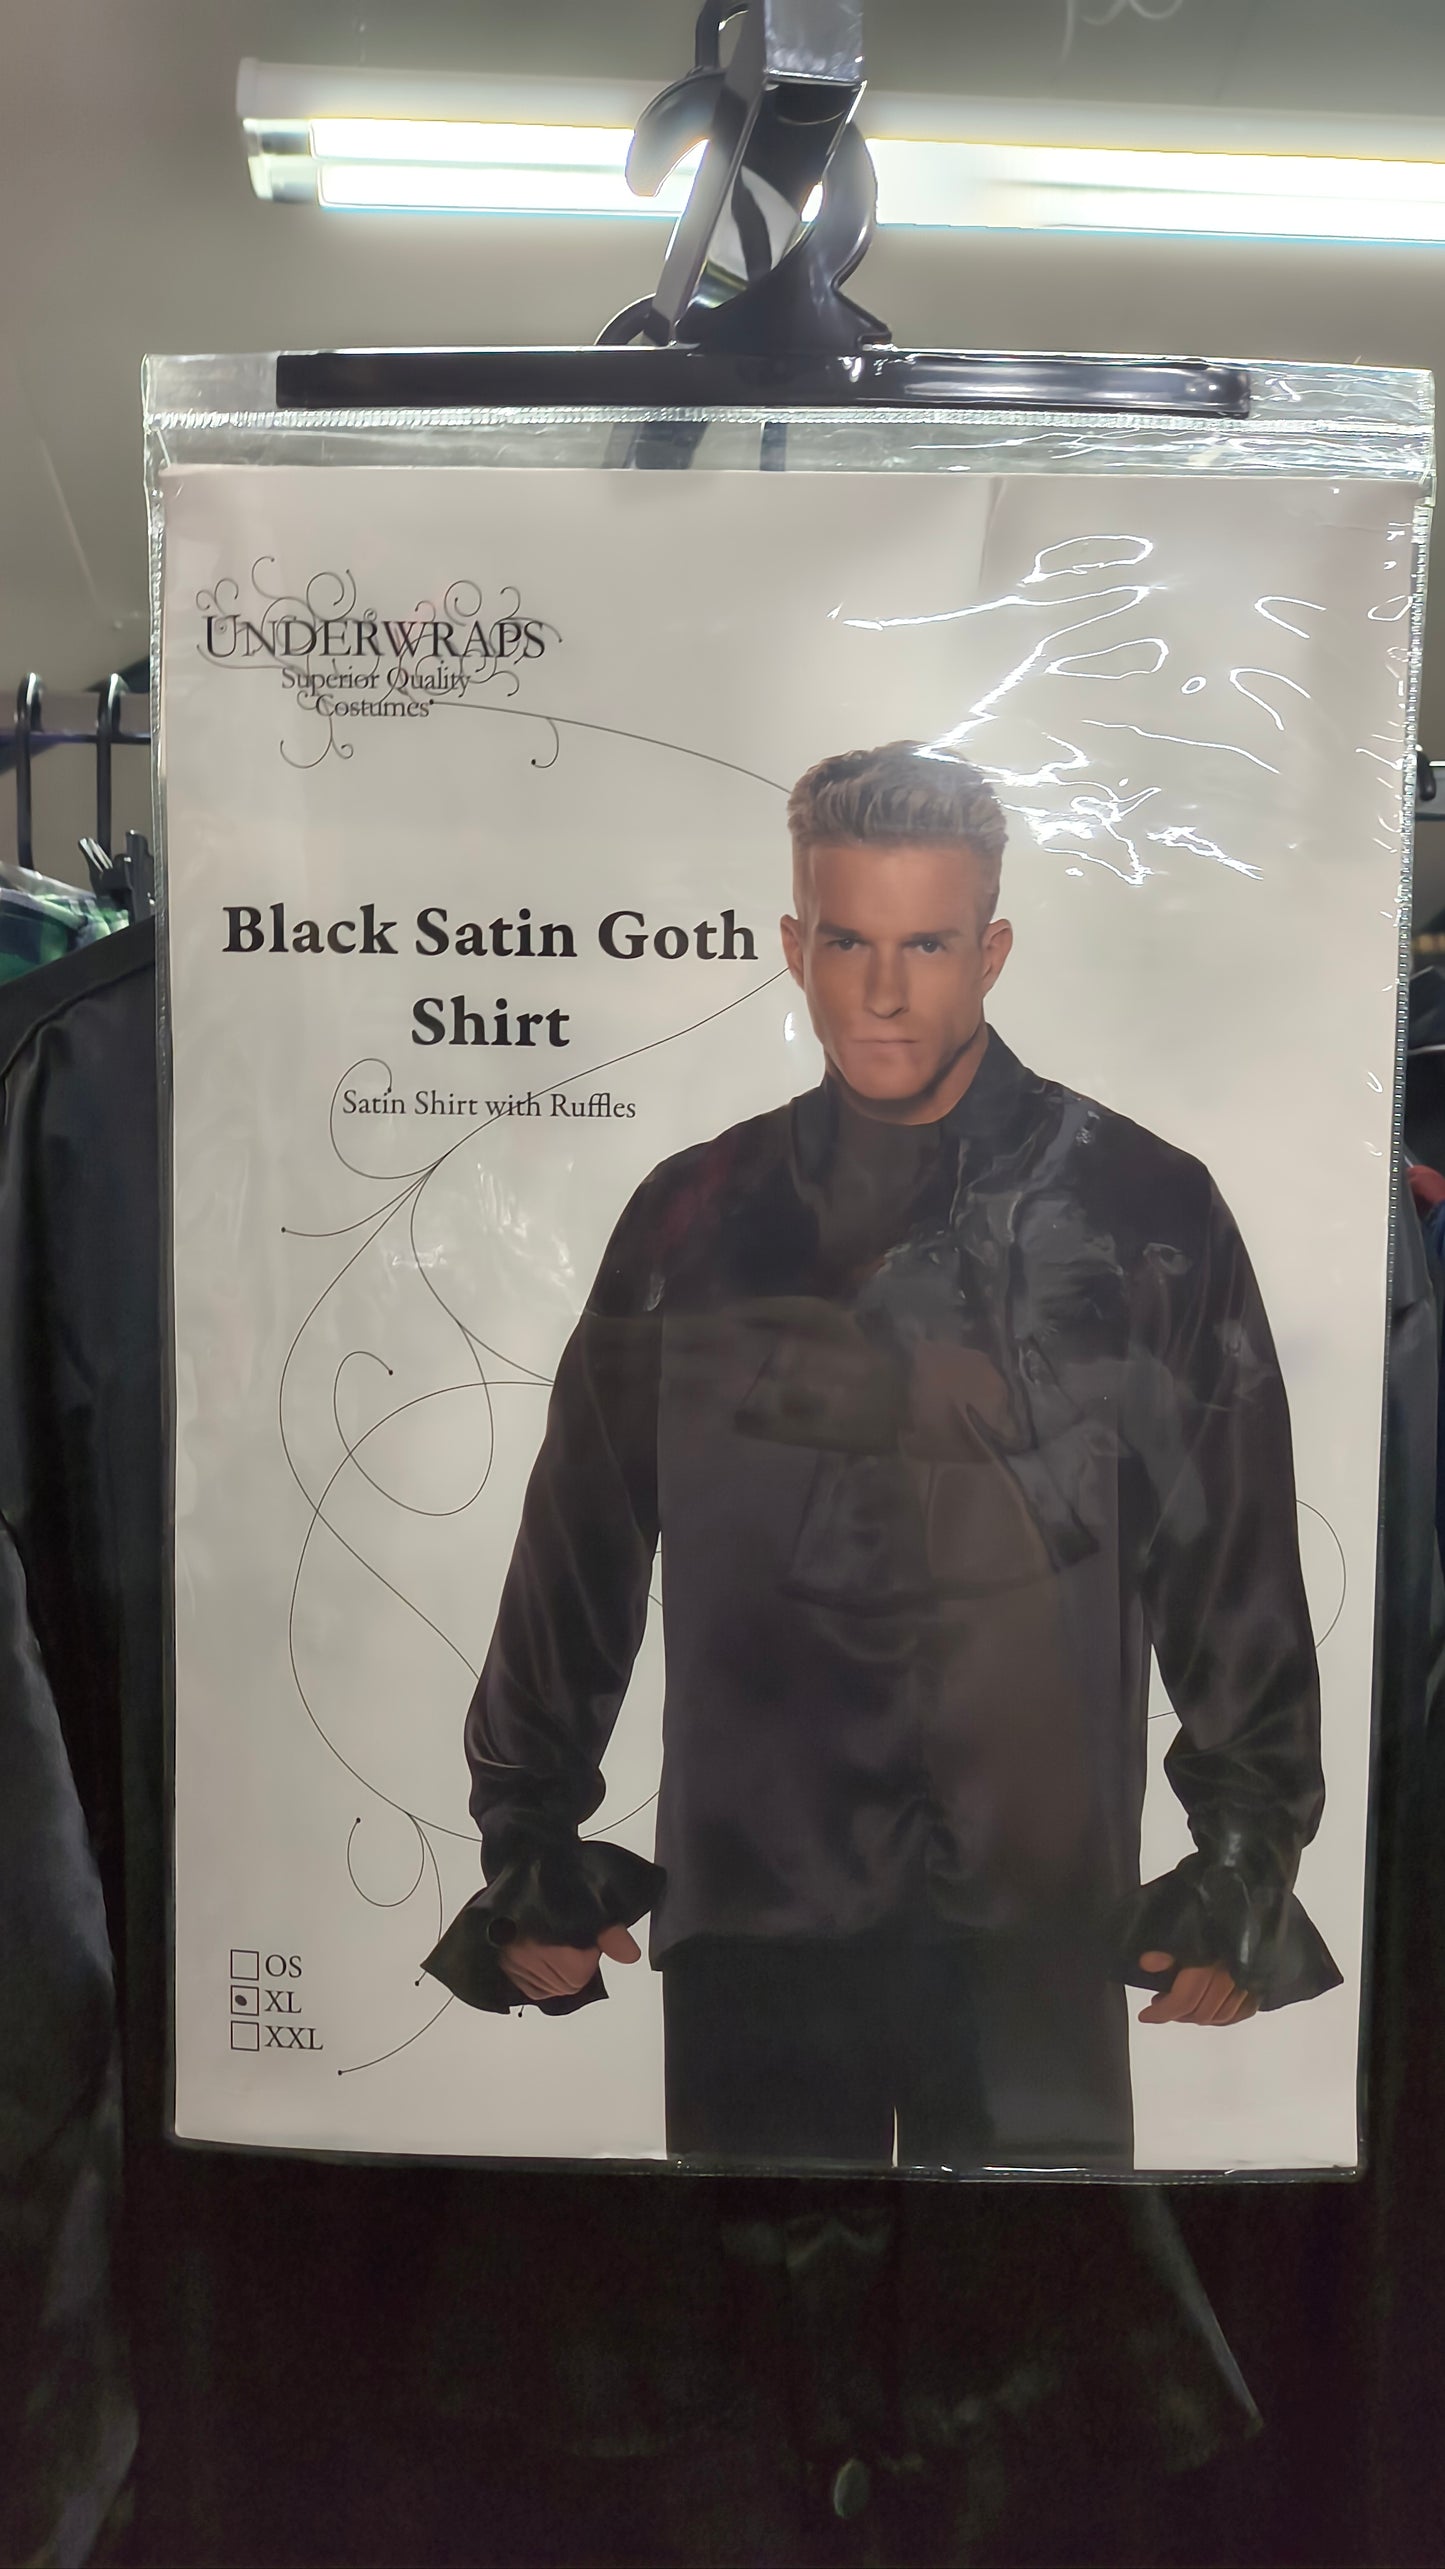 UNDERWRAPS
Superior Quality
Costumes
Black Satin Goth
Shirt
Satin Shirt with Ruffles
OS
XL
XXL